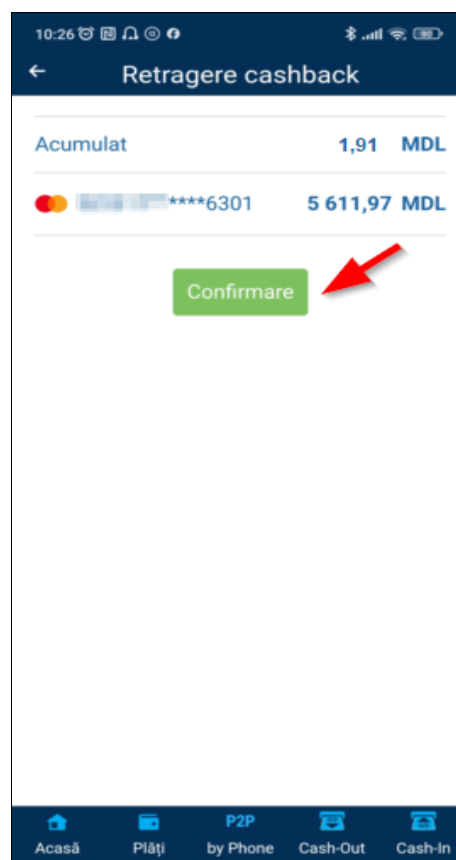 10:26
Retragere cashback
Acumulat 1,91 MDL
****6301 5 611,97 MDL
Confirmare
P2P
Acasă Plăți by Phone Cash-Out Cash-In